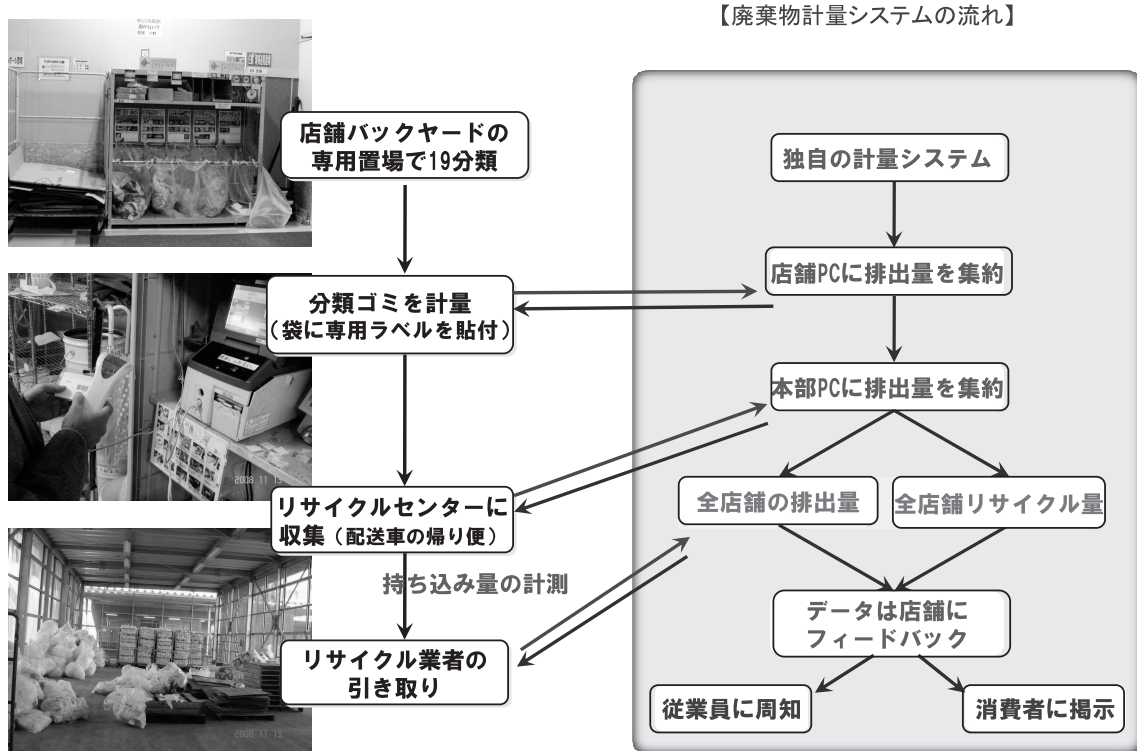 【廃棄物計量システムの流れ】
店舗バックヤードの
専用置場で19分類
分類ゴミを計量
(袋に専用ラベルを貼付)
リサイクルセンターに
収集(配送車の帰り便)
持ち込み量の計測
リサイクル業者の
引き取り
独自の計量システム
店舗PCに排出量を集約
本部PCに排出量を集約
全店舗の排出量
全店舗リサイクル量
データは店舗に
フィードバック
従業員に周知
消費者に掲示
2008 11 13
2008 11 13